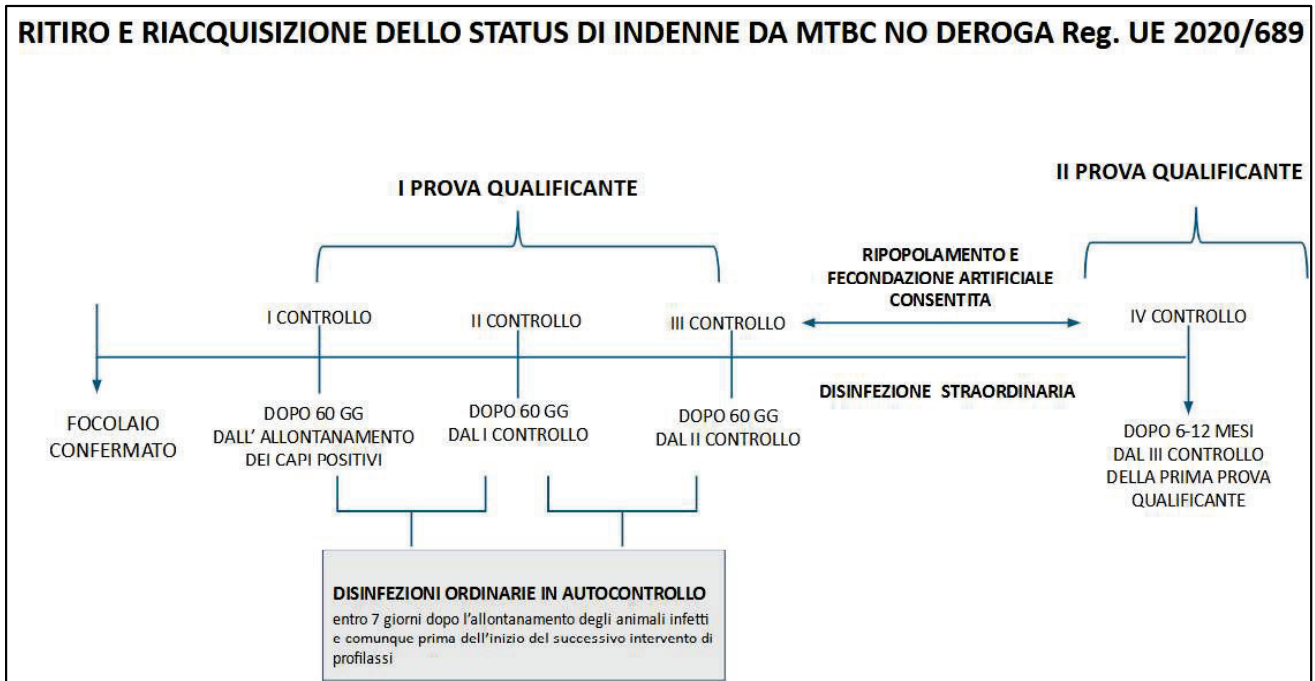 RITIRO E RIACQUISIZIONE DELLO STATUS DI INDENNE DA MTBC NO DEROGA Reg. UE 2020/689
I PROVA QUALIFICANTE
II PROVA QUALIFICANTE
RIPOPOLAMENTO E
FECONDAZIONE ARTIFICIALE
CONSENTITA
I CONTROLLO
II CONTROLLO
III CONTROLLO
IV CONTROLLO
DISINFEZIONE STRAORDINARIA
FOCOLAIO
CONFERMATO
DOPO 60 GG
DALL’ ALLONTANAMENTO
DEI CAPI POSITIVI
DOPO 60 GG
DAL I CONTROLLO
DOPO 60 GG
DAL II CONTROLLO
DOPO 6-12 MESI
DAL III CONTROLLO
DELLA PRIMA PROVA
QUALIFICANTE
DISINFEZIONI ORDINARIE IN AUTOCONTROLLO
entro 7 giorni dopo l’allontanamento degli animali infetti
e comunque prima dell’inizio del successivo intervento di
profilassi